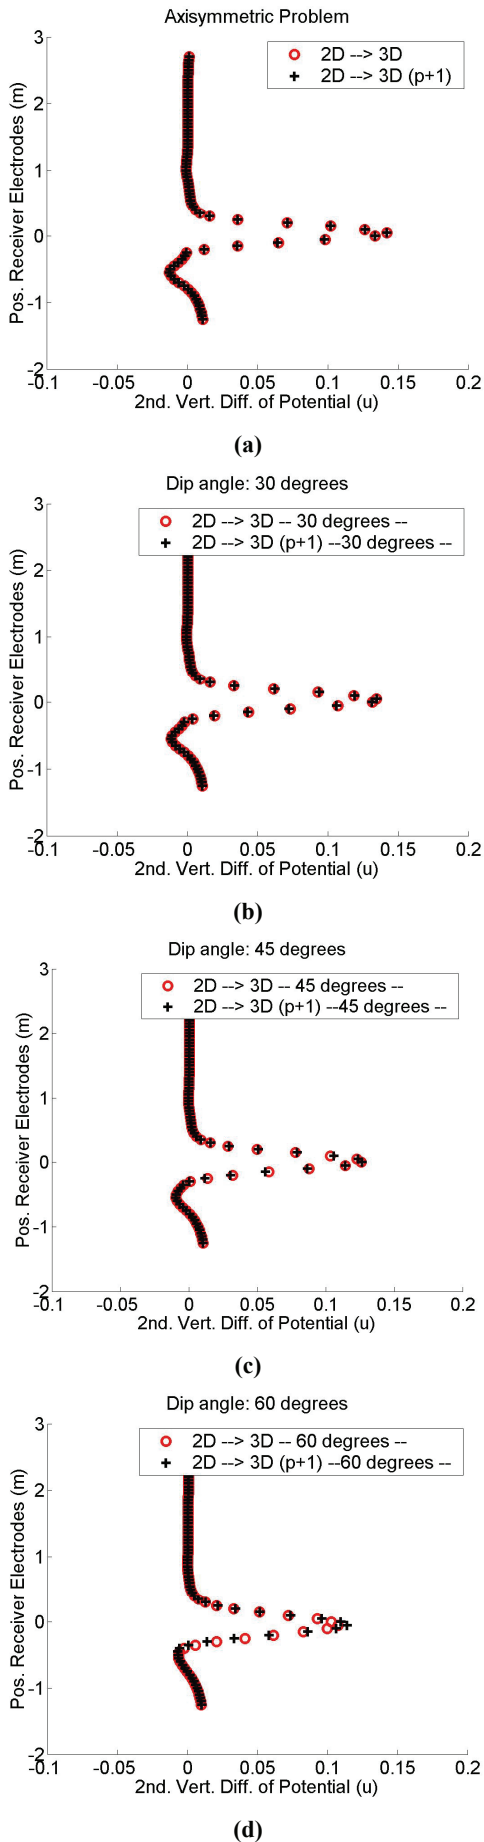 Axisymmetric Problem
2D --> 3D
2D --> 3D (p+1)
Pos. Receiver Electrodes (m)
3
2
1
0
-1
-2
-0.1 -0.05 0 0.05 0.1 0.15 0.2
2nd. Vert. Diff. of Potential (u)
(a)
Dip angle: 30 degrees
2D --> 3D -- 30 degrees --
2D --> 3D (p+1) --30 degrees --
Pos. Receiver Electrodes (m)
3
2
1
0
-1
-2
-0.1 -0.05 0 0.05 0.1 0.15 0.2
2nd. Vert. Diff. of Potential (u)
(b)
Dip angle: 45 degrees
2D --> 3D -- 45 degrees --
2D --> 3D (p+1) --45 degrees --
Pos. Receiver Electrodes (m)
3
2
1
0
-1
-2
-0.1 -0.05 0 0.05 0.1 0.15 0.2
2nd. Vert. Diff. of Potential (u)
(c)
Dip angle: 60 degrees
2D --> 3D -- 60 degrees --
2D --> 3D (p+1) --60 degrees --
Pos. Receiver Electrodes (m)
3
2
1
0
-1
-2
-0.1 -0.05 0 0.05 0.1 0.15 0.2
2nd. Vert. Diff. of Potential (u)
(d)